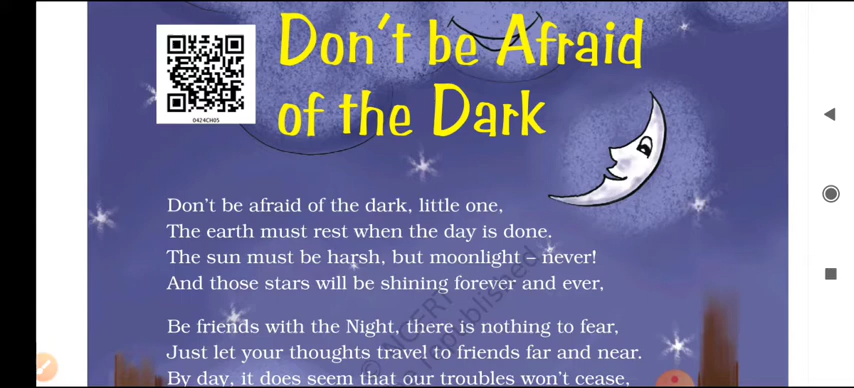 Don't be Afraid
of the Dark
0424CH05
Don't be afraid of the dark, little one,
The earth must rest when the day is done.
The sun must be harsh, but moonlight – never!
And those stars will be shining forever and ever,
Be friends with the Night, there is nothing to fear,
Just let your thoughts travel to friends far and near.
By day, it does seem that our troubles won't cease,
© NCERT
republished